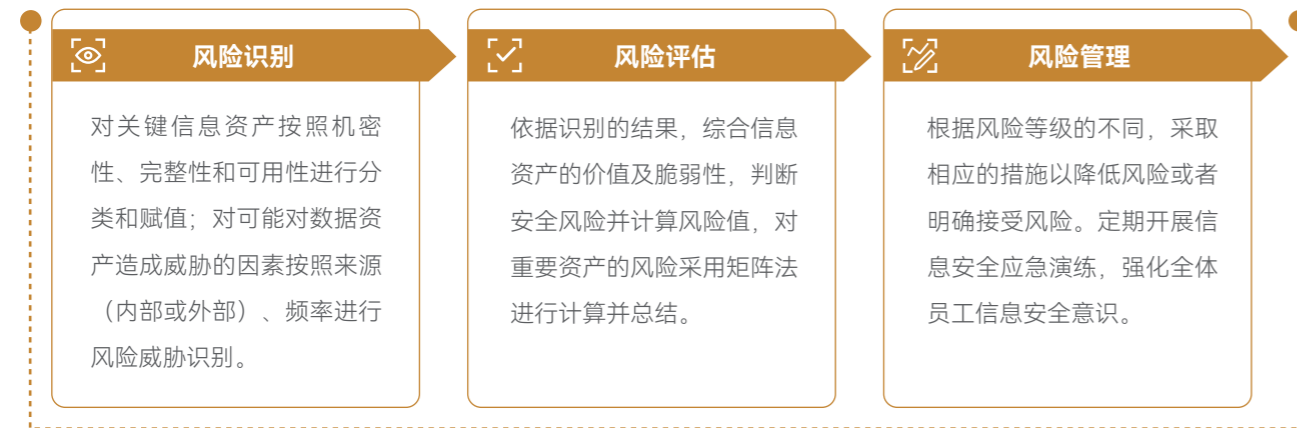 风险识别
对关键信息资产按照机密
性、完整性和可用性进行分
类和赋值；对可能对数据资
产造成威胁的因素按照来源
（内部或外部）、频率进行
风险威胁识别。
风险评估
依据识别的结果，综合信息
资产的价值及脆弱性，判断
安全风险并计算风险值，对
重要资产的风险采用矩阵法
进行计算并总结。
风险管理
根据风险等级的不同，采取
相应的措施以降低风险或者
明确接受风险。定期开展信
息安全应急演练，强化全体
员工信息安全意识。